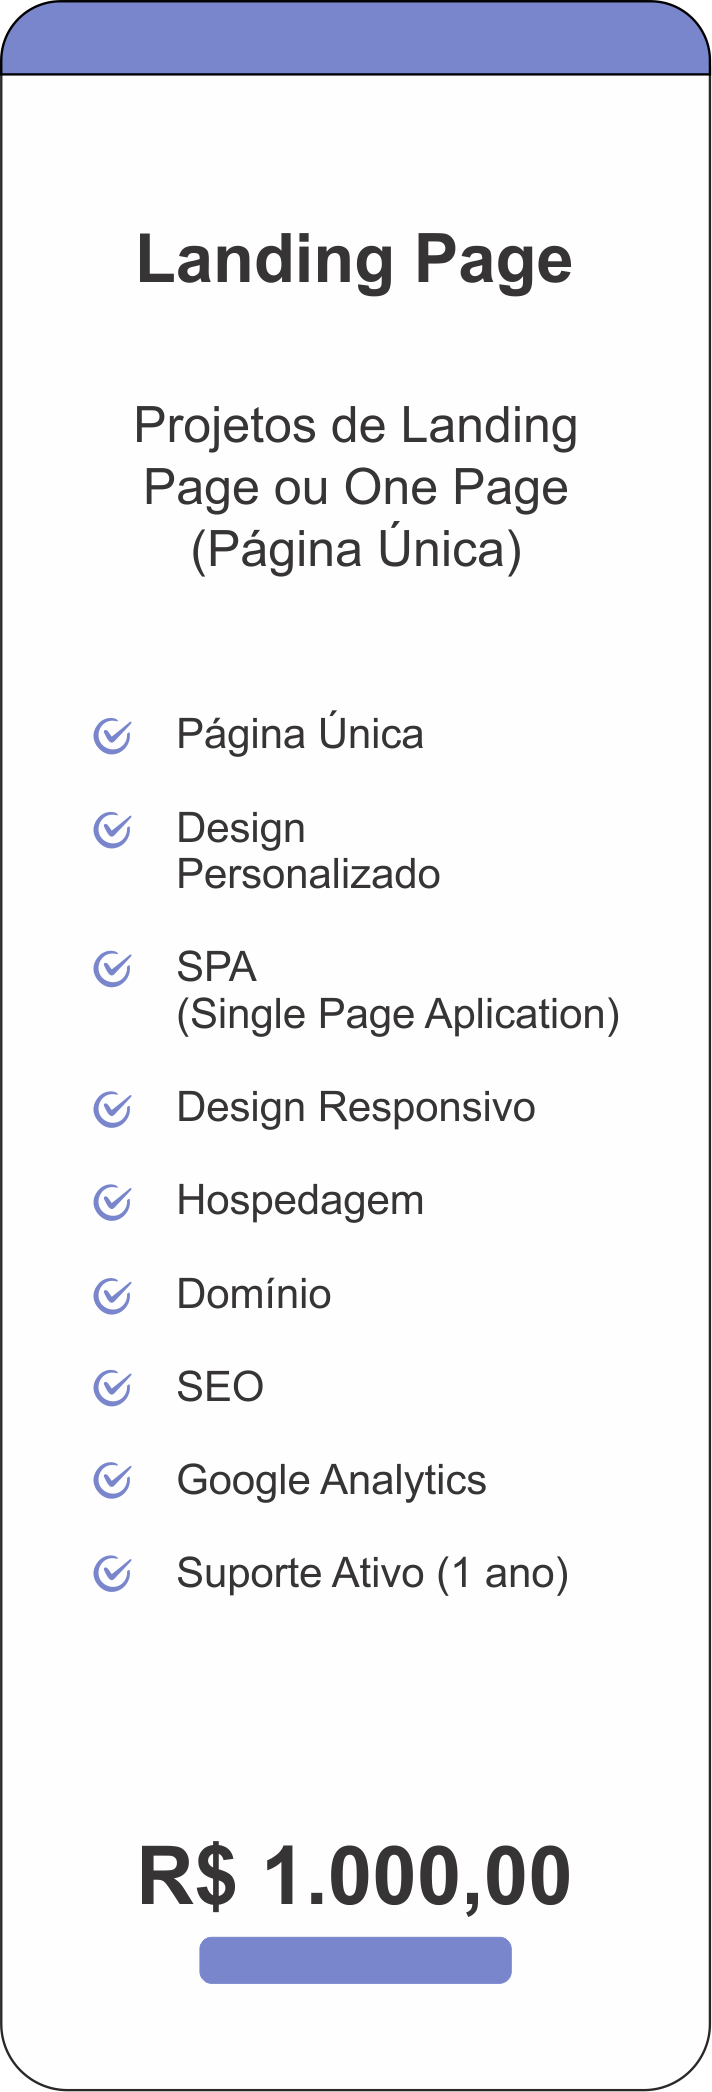 Landing Page
Projetos de Landing
Page ou One Page
(Página Única)
Página Única
Design
Personalizado
SPA
(Single Page Aplication)
Design Responsivo
Hospedagem
Domínio
SEO
Google Analytics
Suporte Ativo (1 ano)
R$ 1.000,00